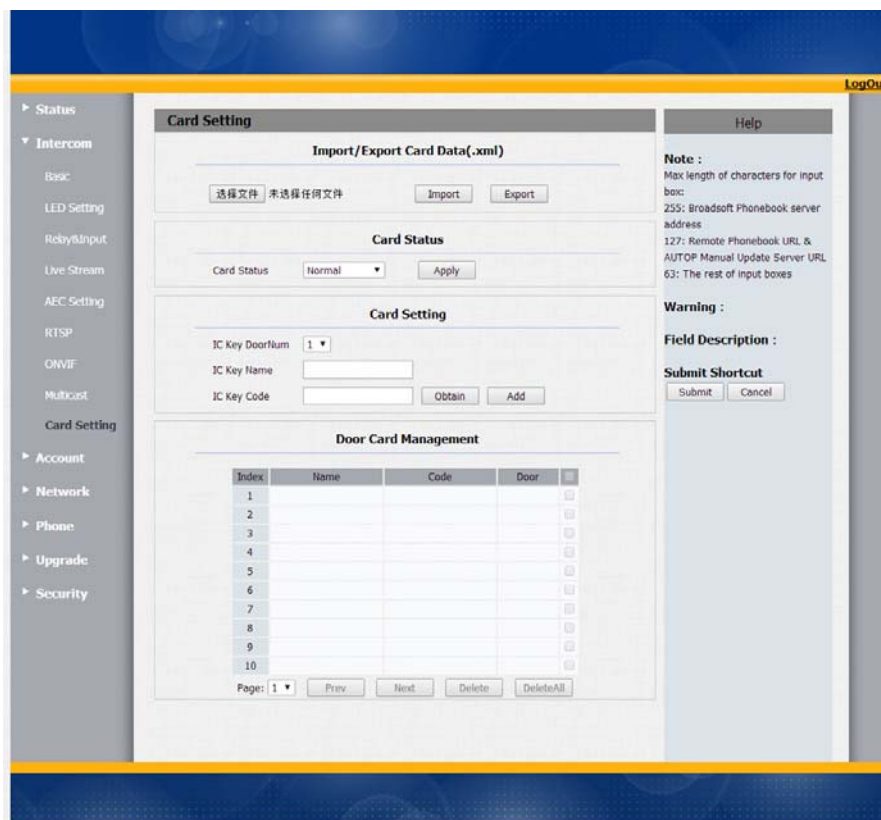 LogOu
Status
Intercom
Basic
LED Setting
Relay&Input
Live Stream
AEC Setting
RTSP
ONVIF
Multicast
Card Setting
Account
Network
Phone
Upgrade
Security
Card Setting
Import/Export Card Data(.xml)
选择文件 未选择任何文件 Import Export
Card Status
Card Status Normal Apply
Card Setting
IC Key DoorNum 1
IC Key Name
IC Key Code Obtain Add
Door Card Management
Index Name Code Door
1
2
3
4
5
6
7
8
9
10
Page: 1 Prev Next Delete DeleteAll
Help
Note :
Max length of characters for input
box:
255: Broadsoft Phonebook server
address
127: Remote Phonebook URL &
AUTOP Manual Update Server URL
63: The rest of input boxes
Warning :
Field Description :
Submit Shortcut
Submit Cancel